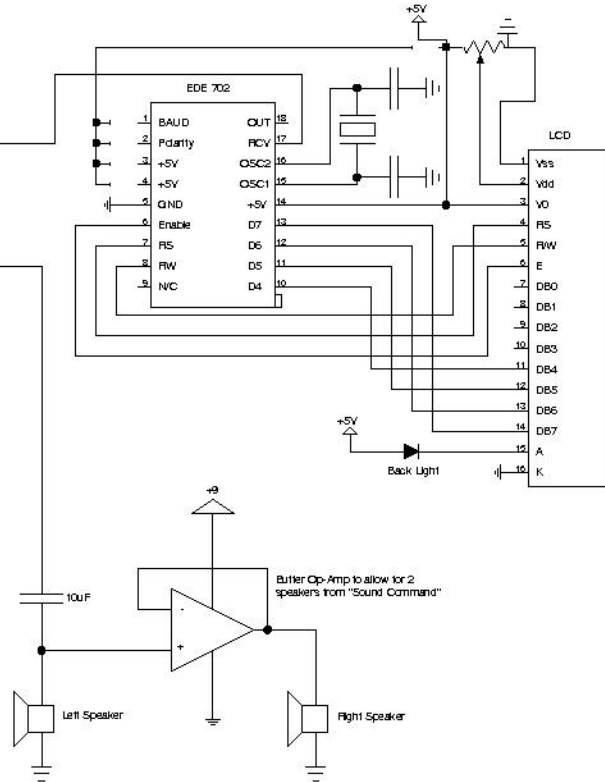 +5V
EDE 702
1 BAUD OUT 18
2 Polarity RCV 17
3 +5V OSC2 16
4 +5V OSC1 15
5 GND +5V 14
6 Enable D7 13
7 RS D6 12
8 RW D5 11
9 N/C D4 10
LCD
1 Vss
2 Vdd
3 VO
4 RS
5 R/W
6 E
7 DB0
8 DB1
9 DB2
10 DB3
11 DB4
12 DB5
13 DB6
14 DB7
15 A
16 K
+5V
Back Light
+9
Buffer Op-Amp to allow for 2
speakers from "Sound Command"
10uF
-
+
Left Speaker
Right Speaker